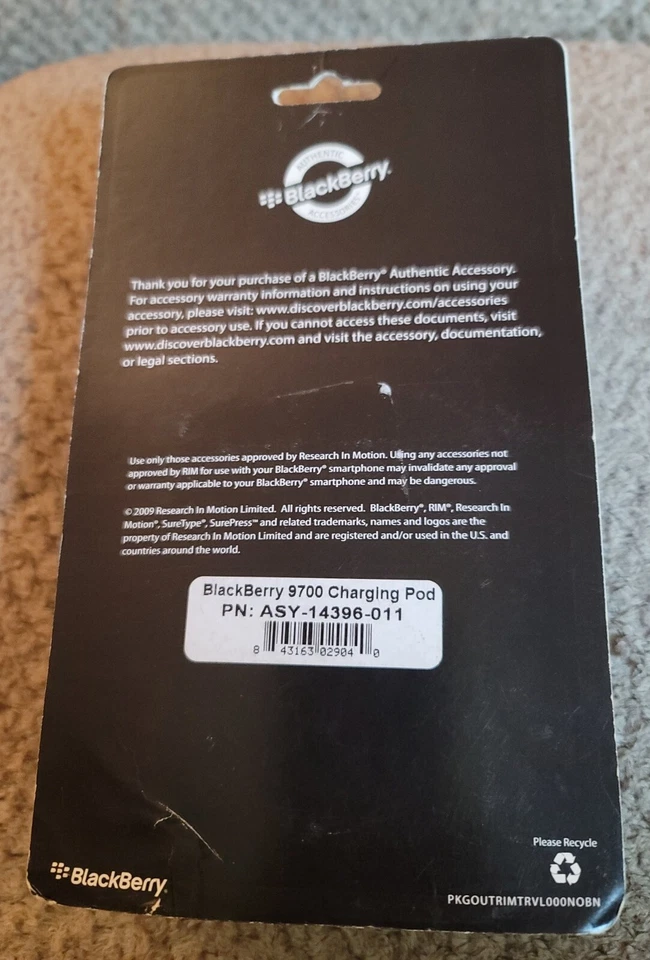 AUTHENTIC
BlackBerry.
ACCESSORIES
Thank you for your purchase of a BlackBerry® Authentic Accessory.
For accessory warranty information and instructions on using your
accessory, please visit: www.discoverblackberry.com/accessories
prior to accessory use. If you cannot access these documents, visit
www.discoverblackberry.com and visit the accessory, documentation,
or legal sections.
Use only those accessories approved by Research In Motion. Using any accessories not
approved by RIM for use with your BlackBerry® smartphone may invalidate any approval
or warranty applicable to your BlackBerry® smartphone and may be dangerous.
© 2009 Research In Motion Limited. All rights reserved. BlackBerry®, RIM®, Research In
Motion®, SureType®, SurePress™ and related trademarks, names and logos are the
property of Research In Motion Limited and are registered and/or used in the U.S. and
countries around the world.
BlackBerry 9700 Charging Pod
PN: ASY-14396-011
8 43163 02904 0
Please Recycle
BlackBerry.
PKGOUTRIMTRVL000NOBN